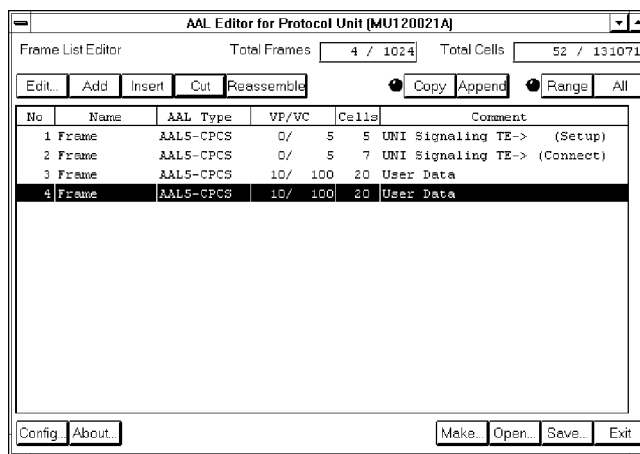 AAL Editor for Protocol Unit (MU120021A)
Frame List Editor Total Frames 4 / 1024 Total Cells 52 / 131071
Edit... Add Insert Cut Reassemble Copy Append Range All
No Name AAL Type VP/VC Cells Comment
1 Frame AAL5-CPCS 0/ 5 5 UNI Signaling TE-> (Setup)
2 Frame AAL5-CPCS 0/ 5 7 UNI Signaling TE-> (Connect)
3 Frame AAL5-CPCS 10/ 100 20 User Data
4 Frame AAL5-CPCS 10/ 100 20 User Data
Config... About... Make... Open... Save... Exit